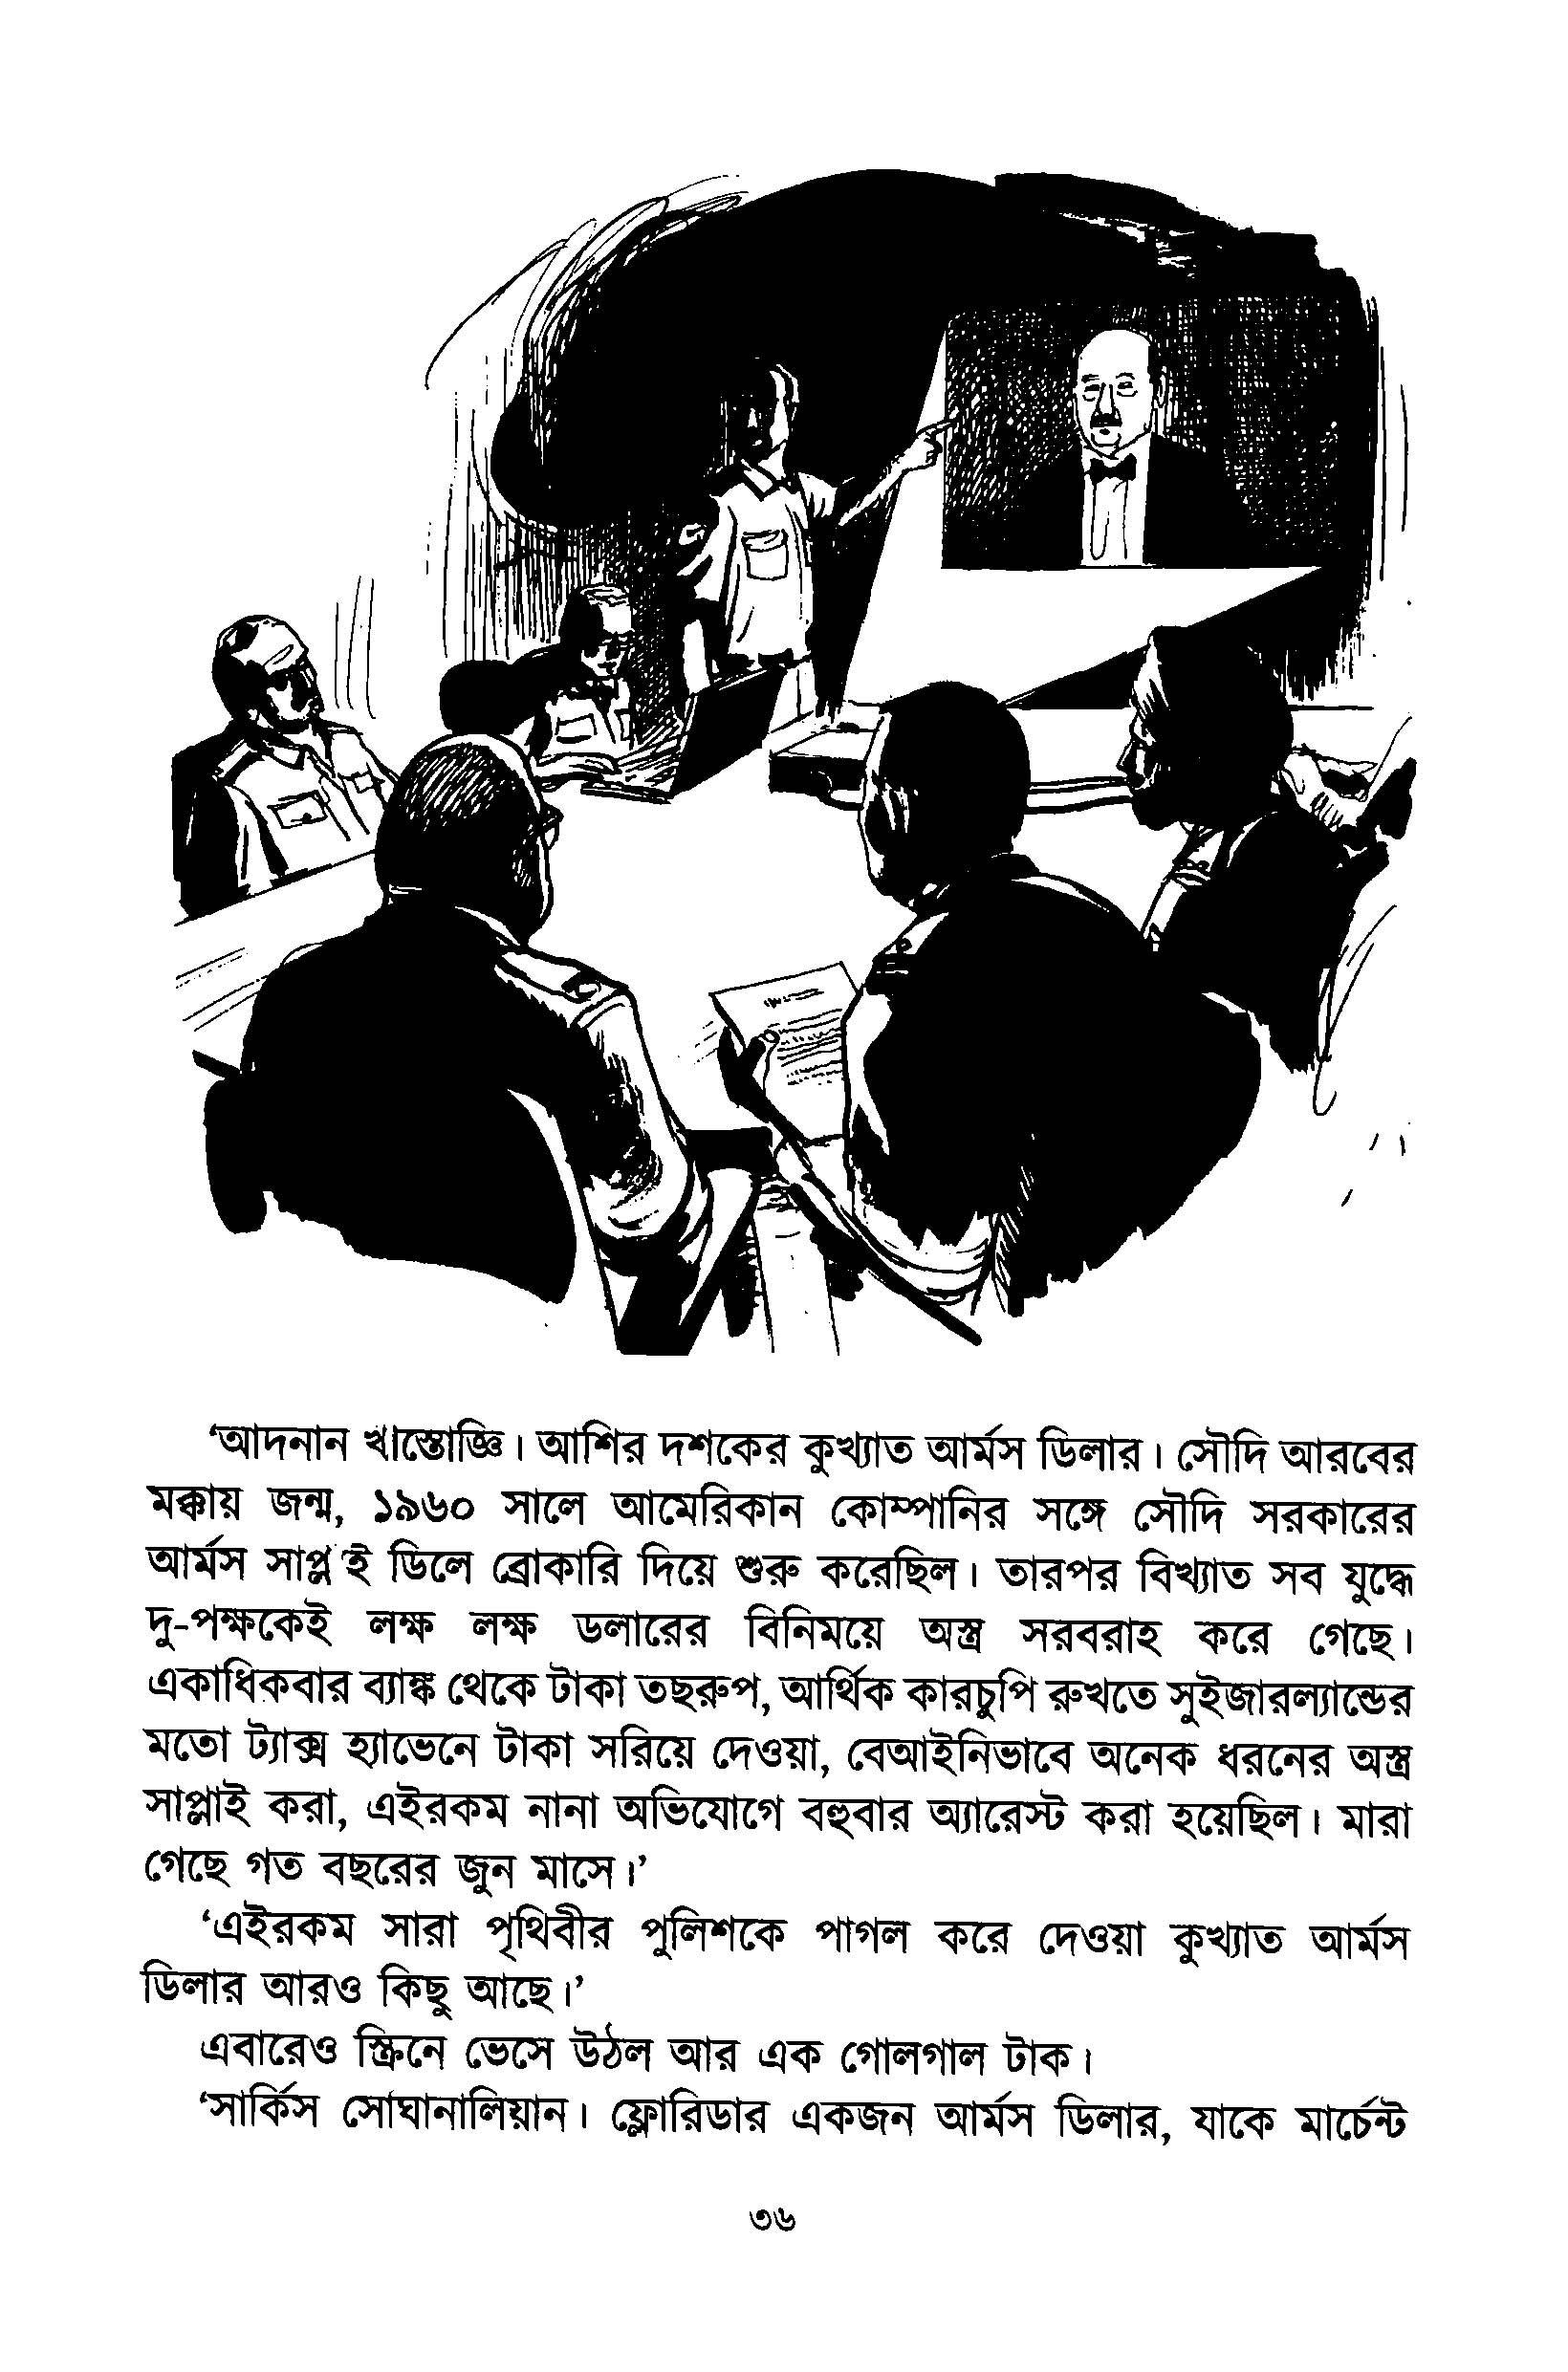 ‘আদনান খাস্তোজ্ঞি। আশির দশকের কুখ্যাত আর্মস ডিলার। সৌদি আরবের
মক্কায় জন্ম, ১৯৬০ সালে আমেরিকান কোম্পানির সঙ্গে সৌদি সরকারের
আর্মস সাপ্লাই ডিলে ব্রোকারি দিয়ে শুরু করেছিল। তারপর বিখ্যাত সব যুদ্ধে
দু-পক্ষকেই লক্ষ লক্ষ ডলারের বিনিময়ে অস্ত্র সরবরাহ করে গেছে।
একাধিকবার ব্যাঙ্ক থেকে টাকা তছরুপ, আর্থিক কারচুপি রুখতে সুইজারল্যান্ডের
মতো ট্যাক্স হ্যাভেনে টাকা সরিয়ে দেওয়া, বেআইনিভাবে অনেক ধরনের অস্ত্র
সাপ্লাই করা, এইরকম নানা অভিযোগে বহুবার অ্যারেস্ট করা হয়েছিল। মারা
গেছে গত বছরের জুন মাসে।’
‘এইরকম সারা পৃথিবীর পুলিশকে পাগল করে দেওয়া কুখ্যাত আর্মস
ডিলার আরও কিছু আছে।’
এবারেও স্ক্রিনে ভেসে উঠল আর এক গোলগাল টাক।
‘সার্কিস সোঘানালিয়ান। ফ্লোরিডার একজন আর্মস ডিলার, যাকে মার্চেন্ট
৩৬